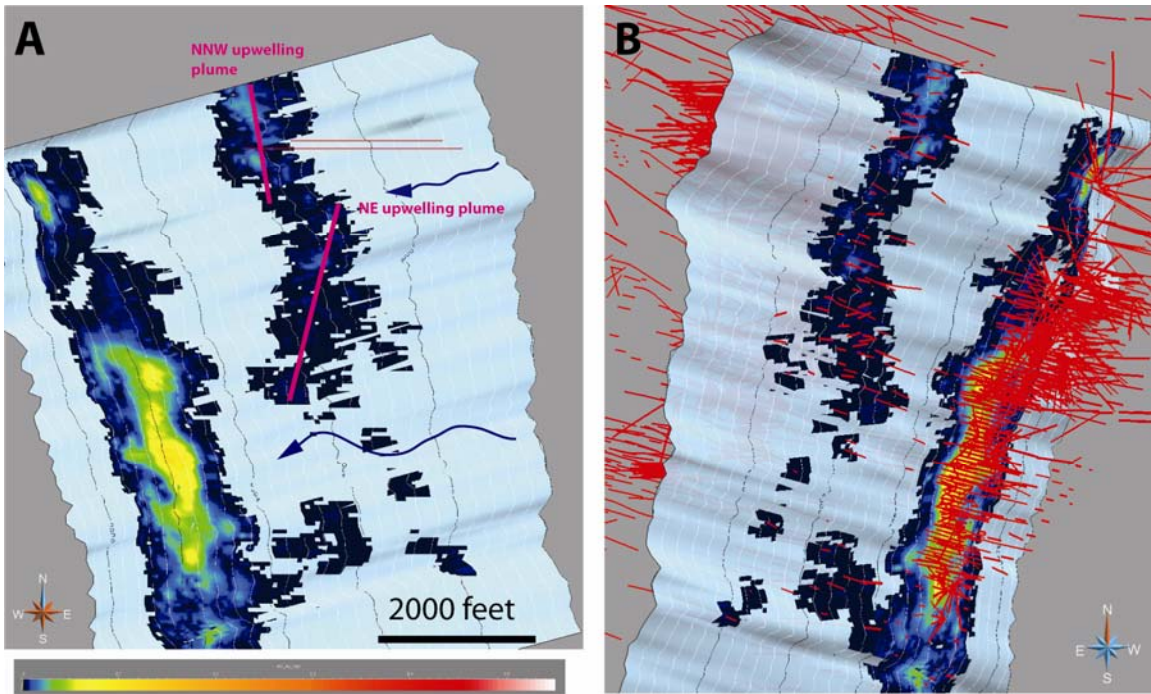 A
NNW upwelling
plume
NE upwelling plume
2000 feet
N
W E
S
B
N
E W
S